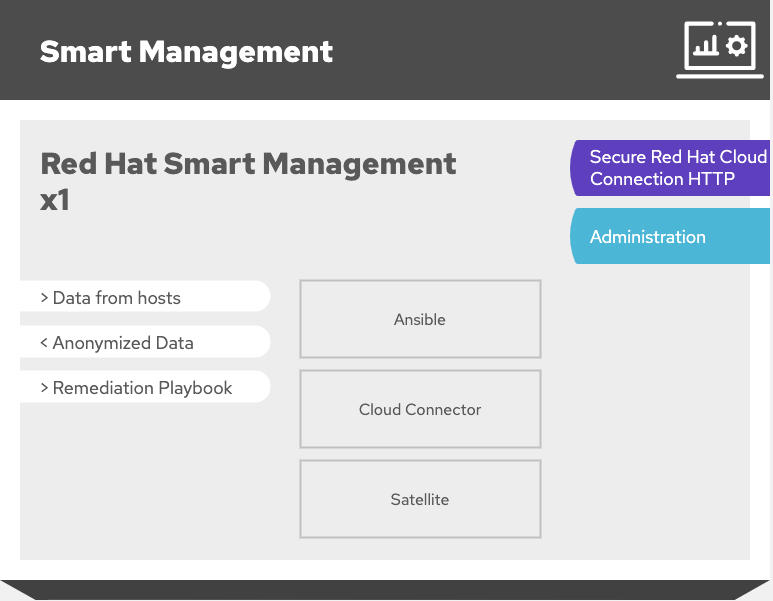 Smart Management
Red Hat Smart Management
x1
Secure Red Hat Cloud
Connection HTTP
Administration
> Data from hosts
< Anonymized Data
> Remediation Playbook
Ansible
Cloud Connector
Satellite